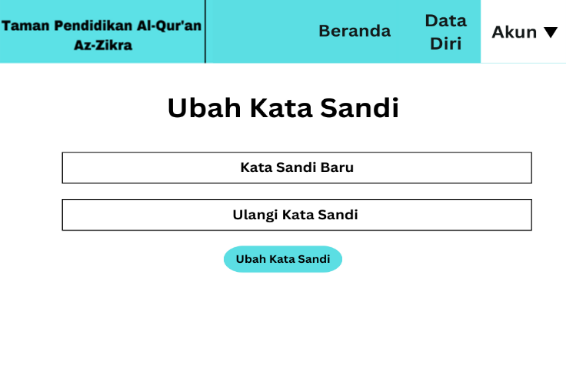 Taman Pendidikan Al-Qur'an
Az-Zikra
Beranda
Data
Diri
Akun ▼
Ubah Kata Sandi
Kata Sandi Baru
Ulangi Kata Sandi
Ubah Kata Sandi